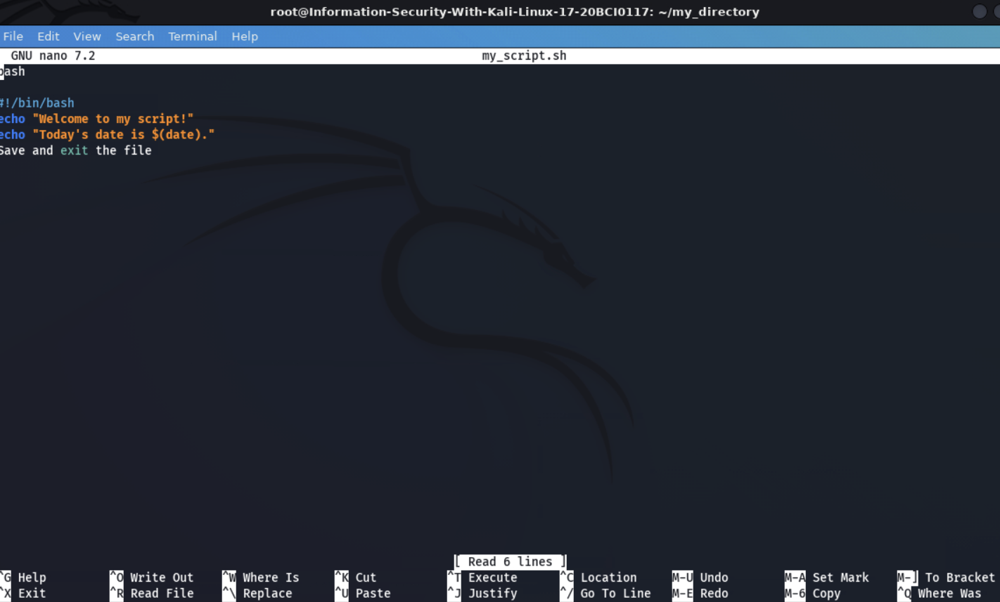 root@Information-Security-With-Kali-Linux-17-20BCI0117: ~/my_directory
File Edit View Search Terminal Help
GNU nano 7.2 my_script.sh
bash
#!/bin/bash
echo "Welcome to my script!"
echo "Today's date is $(date)."
Save and exit the file
[ Read 6 lines ]
^G Help ^O Write Out ^W Where Is ^K Cut ^T Execute ^C Location M-U Undo M-A Set Mark M-] To Bracket
^X Exit ^R Read File ^\ Replace ^U Paste ^J Justify ^/ Go To Line M-E Redo M-6 Copy ^Q Where Was